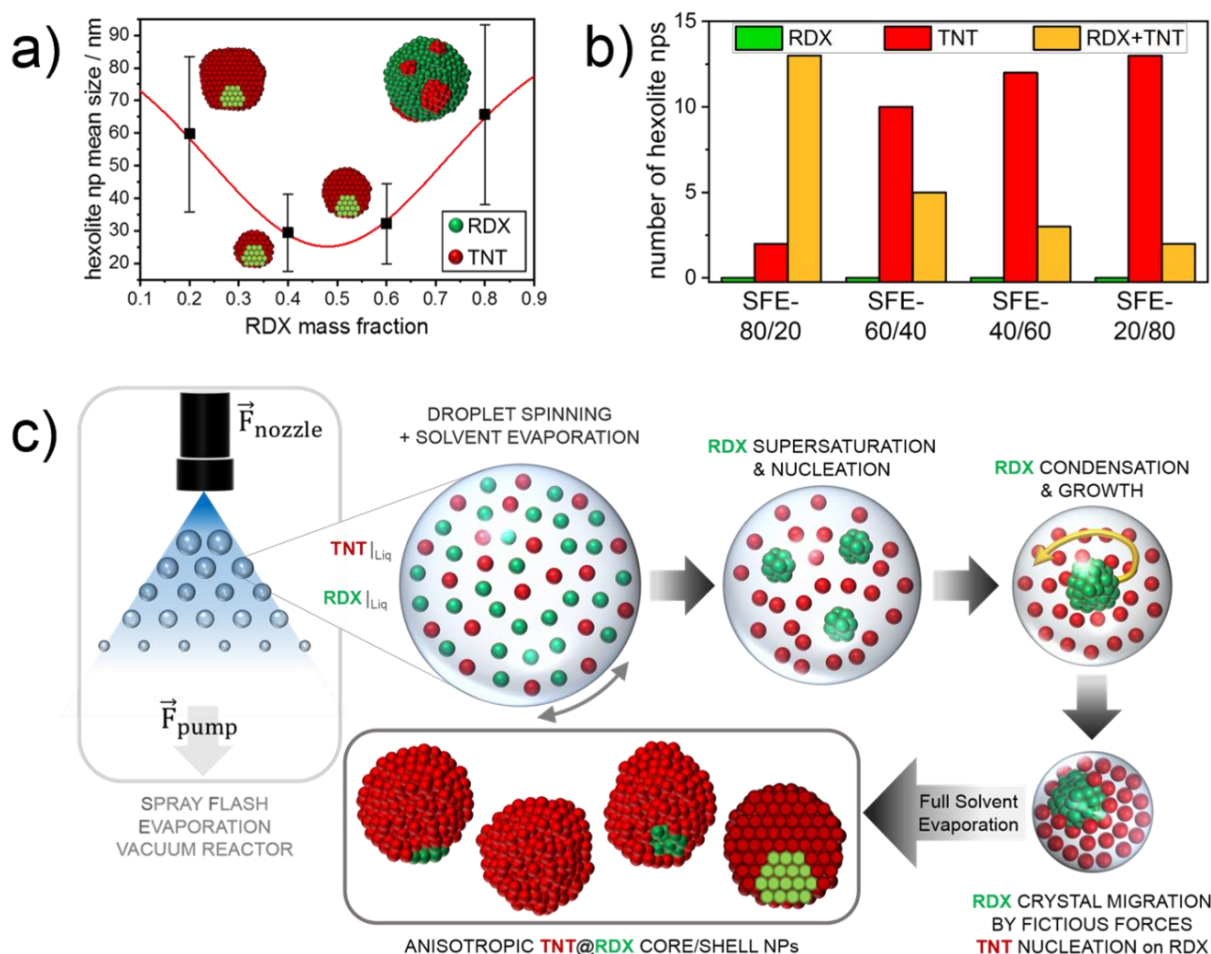 a)
hexolite np mean size / nm
90
80
70
60
50
40
30
20
0.1 0.2 0.3 0.4 0.5 0.6 0.7 0.8 0.9
RDX mass fraction
RDX
TNT
b)
number of hexolite nps
15
10
5
0
RDX TNT RDX+TNT
SFE- SFE- SFE- SFE-
80/20 60/40 40/60 20/80
c)
F⃗nozzle
F⃗pump
SPRAY FLASH
EVAPORATION
VACUUM REACTOR
DROPLET SPINNING
+ SOLVENT EVAPORATION
TNT|Liq
RDX|Liq
RDX SUPERSATURATION
& NUCLEATION
RDX CONDENSATION
& GROWTH
RDX CRYSTAL MIGRATION
BY FICTIOUS FORCES
TNT NUCLEATION on RDX
Full Solvent
Evaporation
ANISOTROPIC TNT@RDX CORE/SHELL NPs